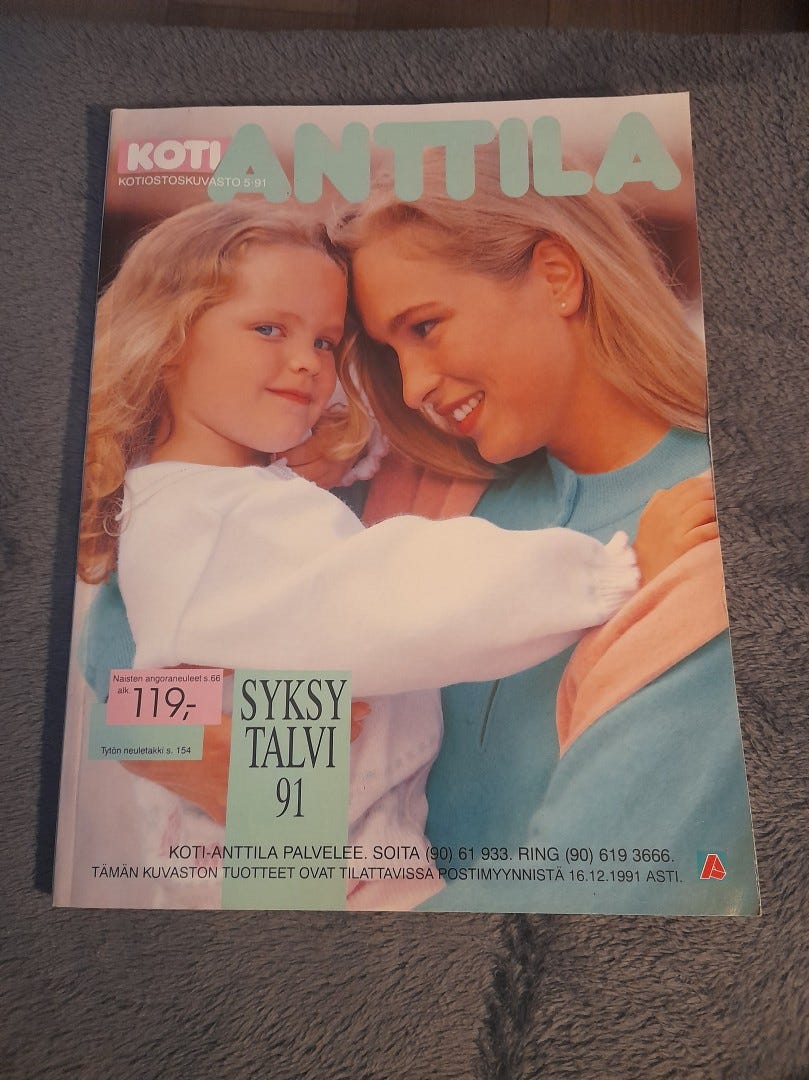 KOTI ANTTILA
KOTIOSTOSKUVASTO 5·91
Naisten angoraneuleet s.66
alk. 119,-
Tytön neuletakki s. 154
SYKSY
TALVI
91
KOTI-ANTTILA PALVELEE. SOITA (90) 61 933. RING (90) 619 3666.
TÄMÄN KUVASTON TUOTTEET OVAT TILATTAVISSA POSTIMYYNNISTÄ 16.12.1991 ASTI.
A